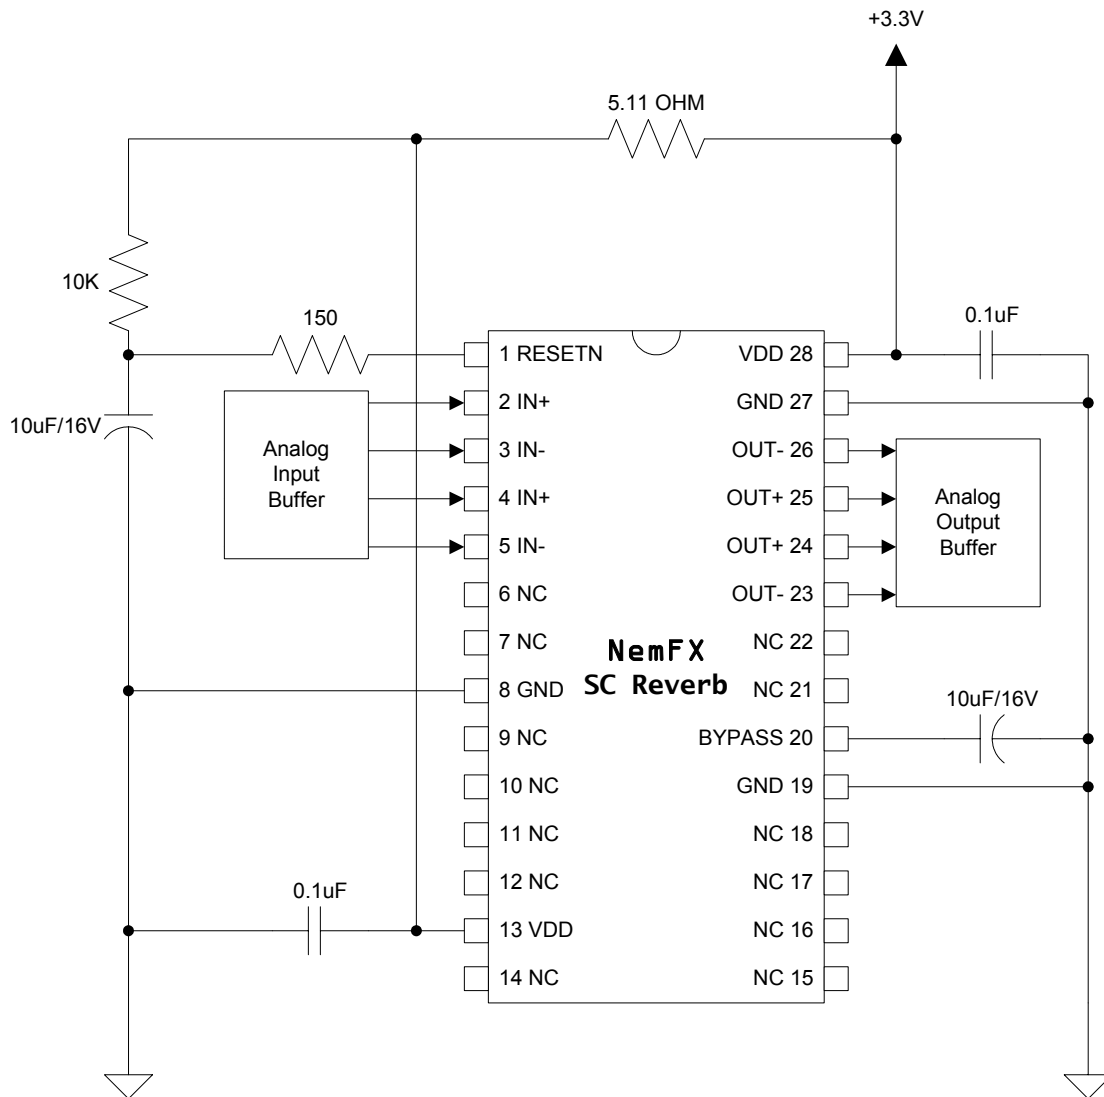 +3.3V
5.11 OHM
10K
150
0.1uF
10uF/16V
Analog
Input
Buffer
1 RESETN
2 IN+
3 IN-
4 IN+
5 IN-
6 NC
7 NC
8 GND
9 NC
10 NC
11 NC
12 NC
13 VDD
14 NC
NemFX
SC Reverb
VDD 28
GND 27
OUT- 26
OUT+ 25
OUT+ 24
OUT- 23
NC 22
NC 21
BYPASS 20
GND 19
NC 18
NC 17
NC 16
NC 15
Analog
Output
Buffer
10uF/16V
0.1uF